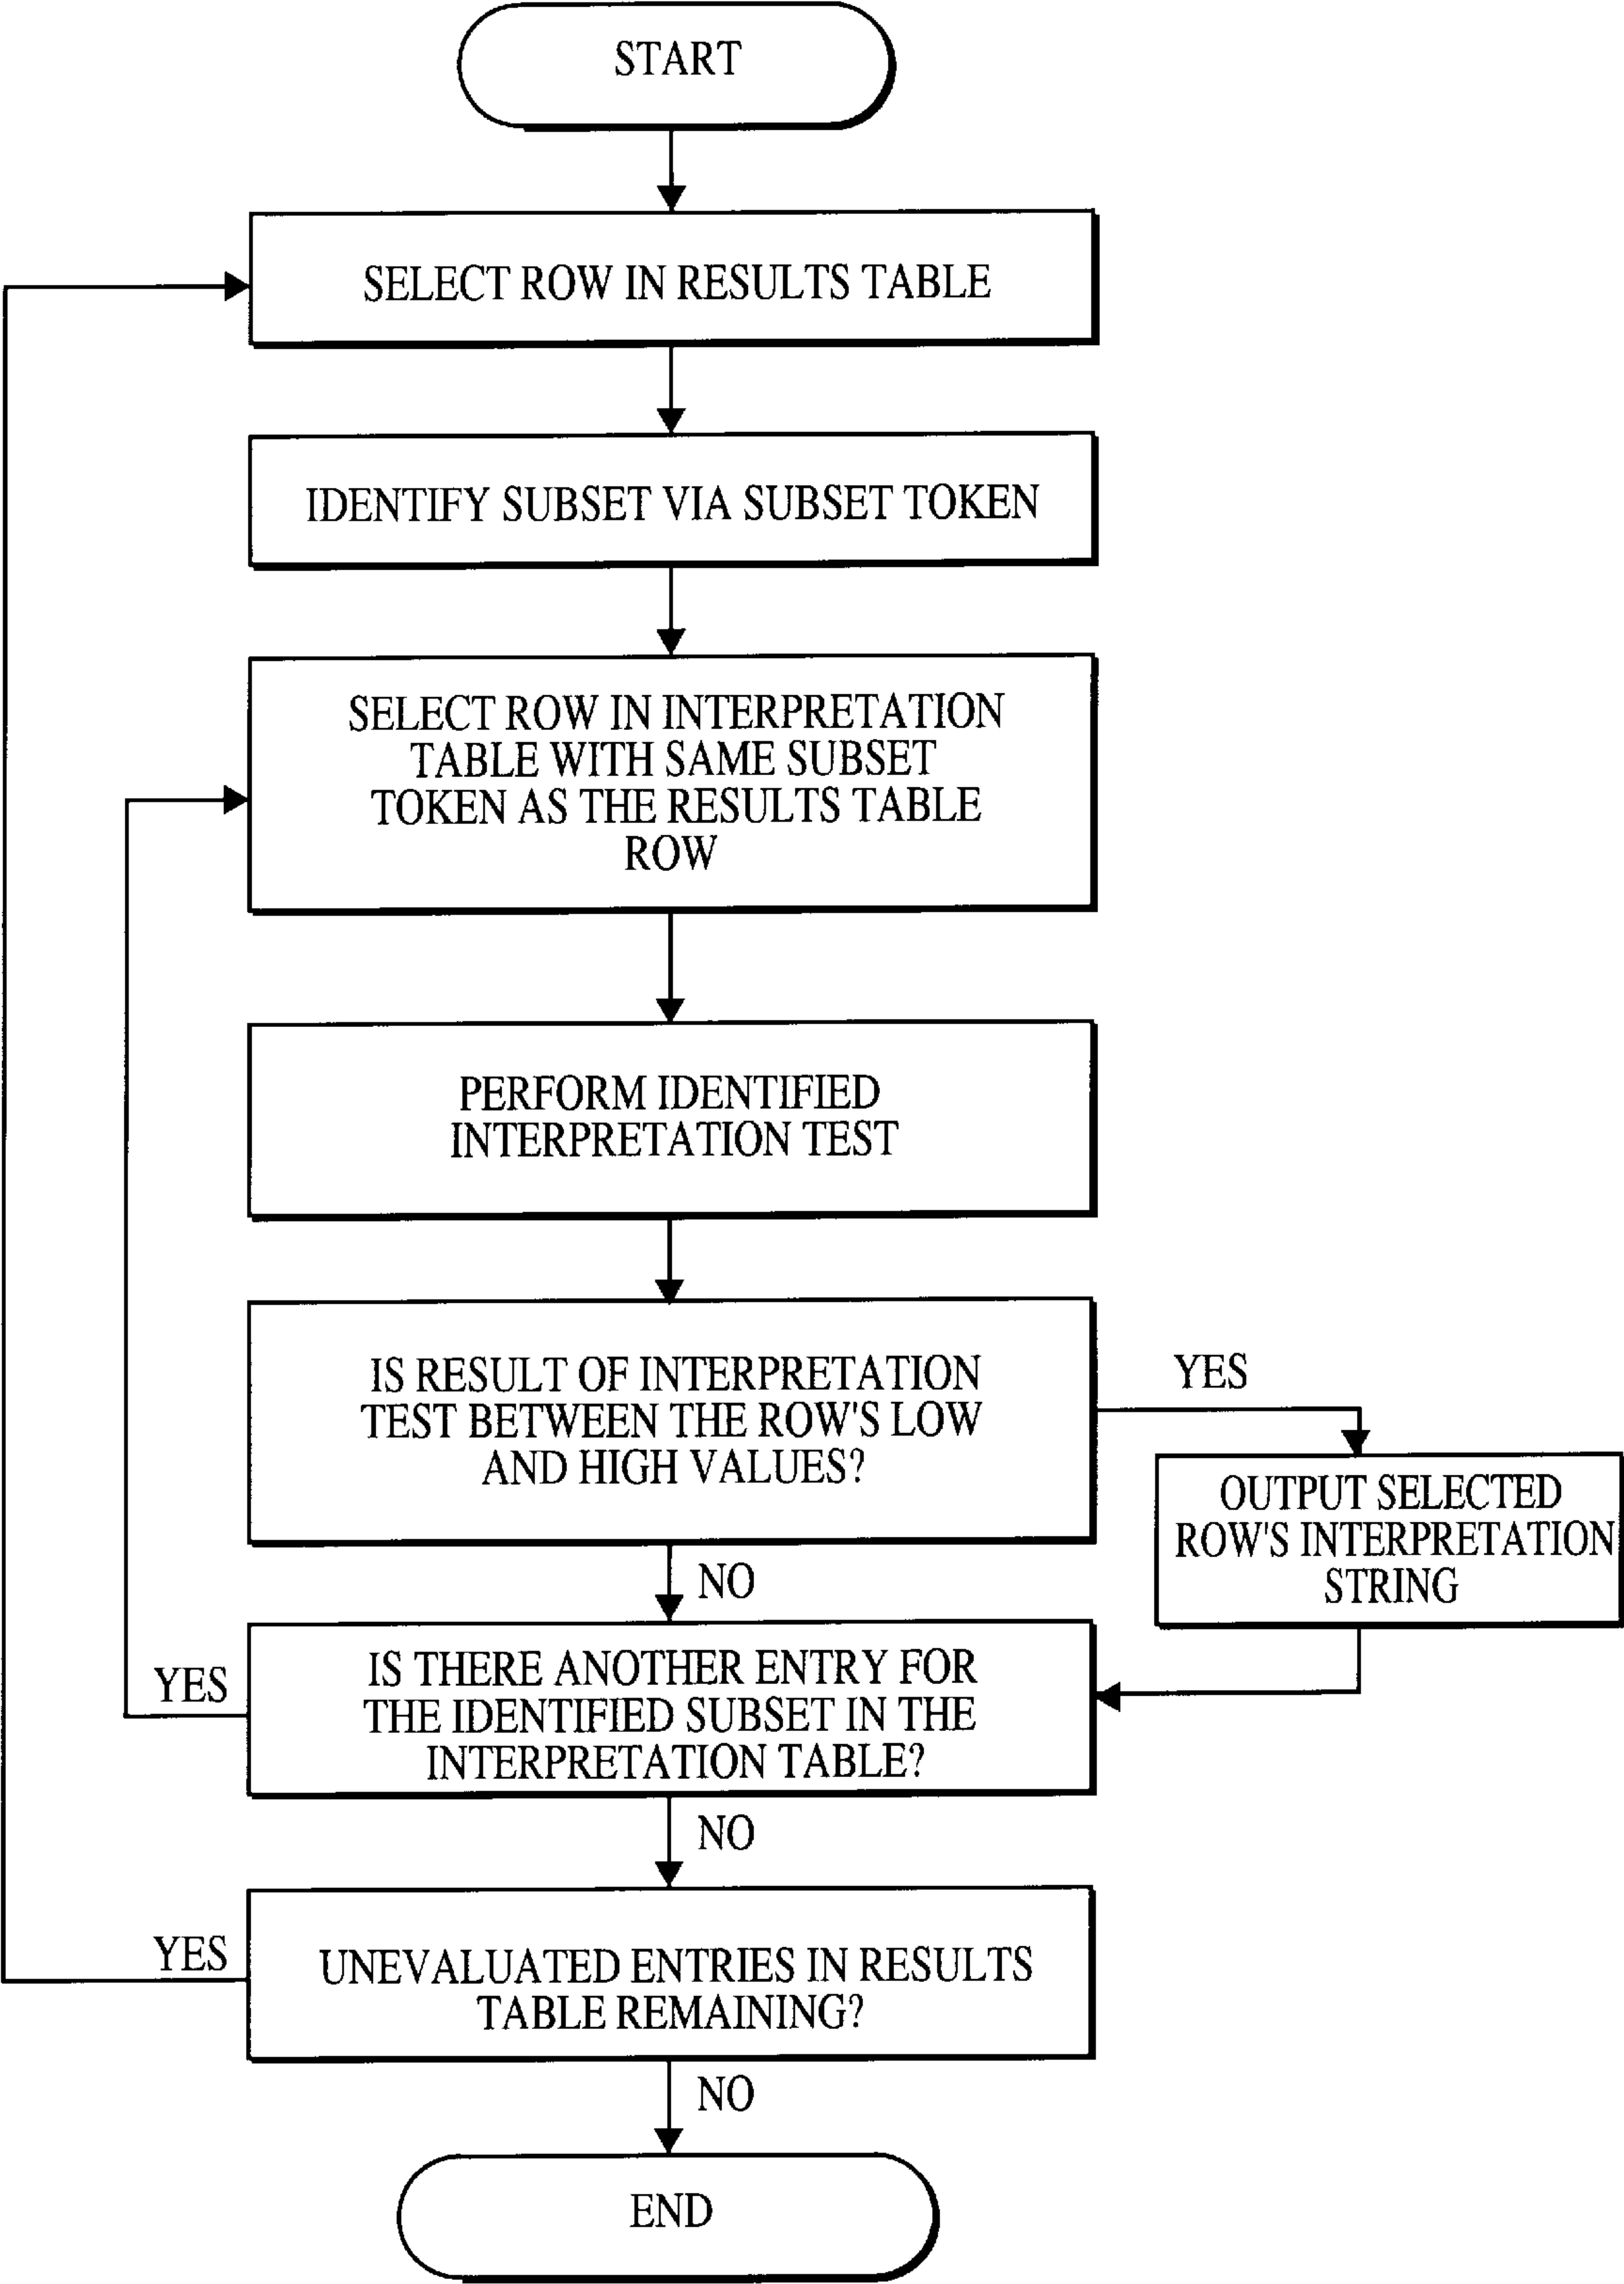 START
SELECT ROW IN RESULTS TABLE
IDENTIFY SUBSET VIA SUBSET TOKEN
SELECT ROW IN INTERPRETATION
TABLE WITH SAME SUBSET
TOKEN AS THE RESULTS TABLE
ROW
PERFORM IDENTIFIED
INTERPRETATION TEST
IS RESULT OF INTERPRETATION
TEST BETWEEN THE ROW'S LOW
AND HIGH VALUES?
YES
OUTPUT SELECTED
ROW'S INTERPRETATION
STRING
NO
IS THERE ANOTHER ENTRY FOR
THE IDENTIFIED SUBSET IN THE
INTERPRETATION TABLE?
YES
NO
UNEVALUATED ENTRIES IN RESULTS
TABLE REMAINING?
YES
NO
END